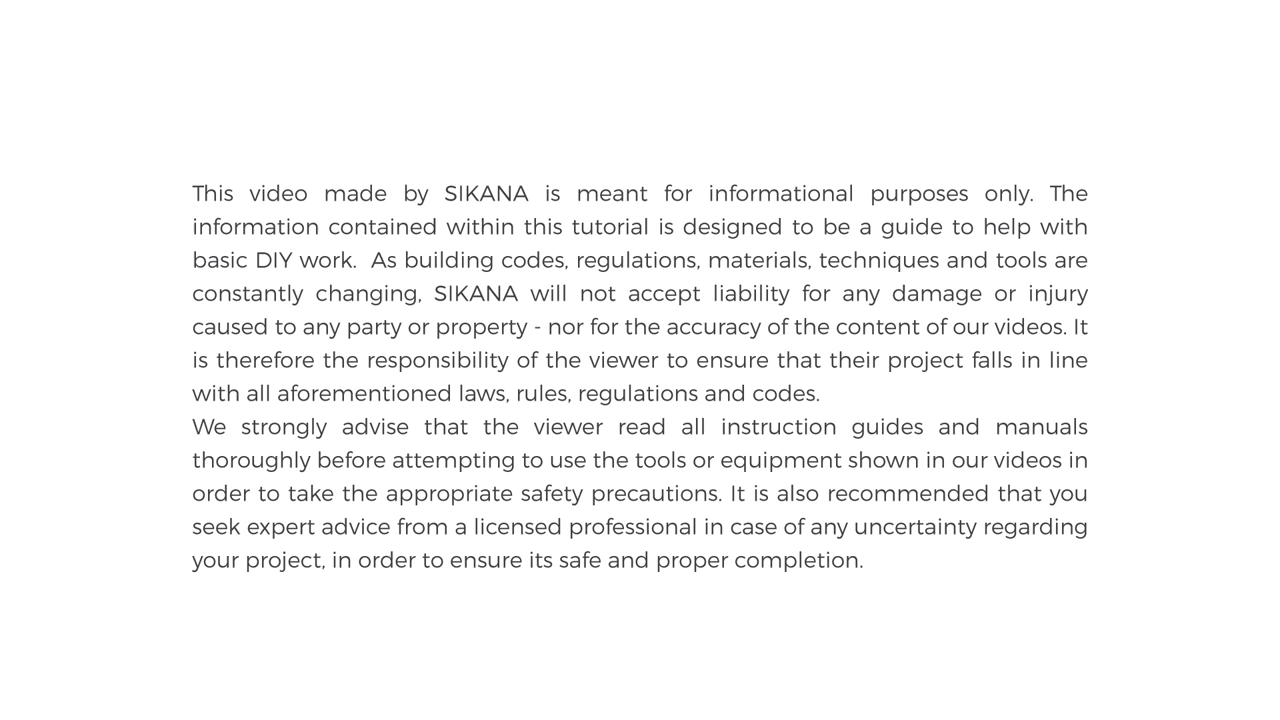 This video made by SIKANA is meant for informational purposes only. The
information contained within this tutorial is designed to be a guide to help with
basic DIY work.  As building codes, regulations, materials, techniques and tools are
constantly changing, SIKANA will not accept liability for any damage or injury
caused to any party or property - nor for the accuracy of the content of our videos. It
is therefore the responsibility of the viewer to ensure that their project falls in line
with all aforementioned laws, rules, regulations and codes.
We strongly advise that the viewer read all instruction guides and manuals
thoroughly before attempting to use the tools or equipment shown in our videos in
order to take the appropriate safety precautions. It is also recommended that you
seek expert advice from a licensed professional in case of any uncertainty regarding
your project, in order to ensure its safe and proper completion.